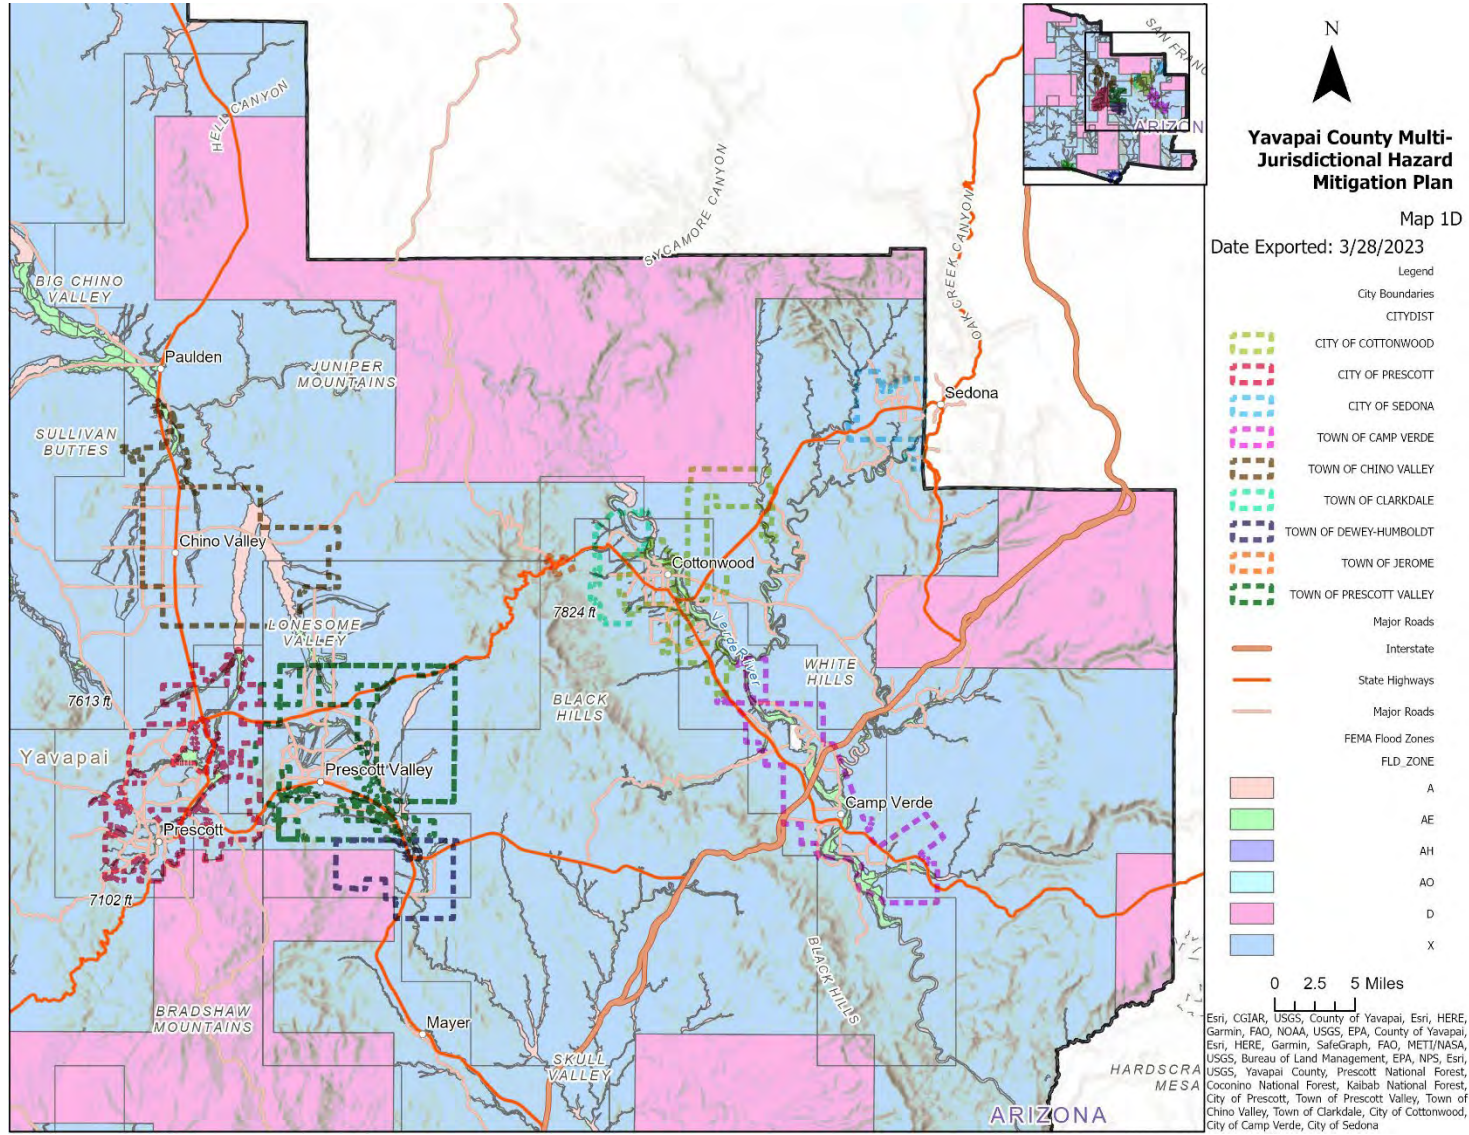 HELL CANYON
BIG CHINO
VALLEY
Paulden
JUNIPER
MOUNTAINS
SULLIVAN
BUTTES
SYCAMORE CANYON
OAK CREEK CANYON
Sedona
Chino Valley
Cottonwood
7824 ft
LONESOME
VALLEY
Verde River
WHITE
HILLS
7613 ft
BLACK
HILLS
Yavapai
Prescott Valley
Camp Verde
Prescott
7102 ft
BLACK HILLS
BRADSHAW
MOUNTAINS
Mayer
SKULL
VALLEY
HARDSCRA
MESA
ARIZONA
SAN FRANC
ARIZON
N
Yavapai County Multi-
Jurisdictional Hazard
Mitigation Plan
Map 1D
Date Exported: 3/28/2023
Legend
City Boundaries
CITYDIST
CITY OF COTTONWOOD
CITY OF PRESCOTT
CITY OF SEDONA
TOWN OF CAMP VERDE
TOWN OF CHINO VALLEY
TOWN OF CLARKDALE
TOWN OF DEWEY-HUMBOLDT
TOWN OF JEROME
TOWN OF PRESCOTT VALLEY
Major Roads
Interstate
State Highways
Major Roads
FEMA Flood Zones
FLD_ZONE
A
AE
AH
AO
D
X
0 2.5 5 Miles
Esri, CGIAR, USGS, County of Yavapai, Esri, HERE,
Garmin, FAO, NOAA, USGS, EPA, County of Yavapai,
Esri, HERE, Garmin, SafeGraph, FAO, METI/NASA,
USGS, Bureau of Land Management, EPA, NPS, Esri,
USGS, Yavapai County, Prescott National Forest,
Coconino National Forest, Kaibab National Forest,
City of Prescott, Town of Prescott Valley, Town of
Chino Valley, Town of Clarkdale, City of Cottonwood,
City of Camp Verde, City of Sedona